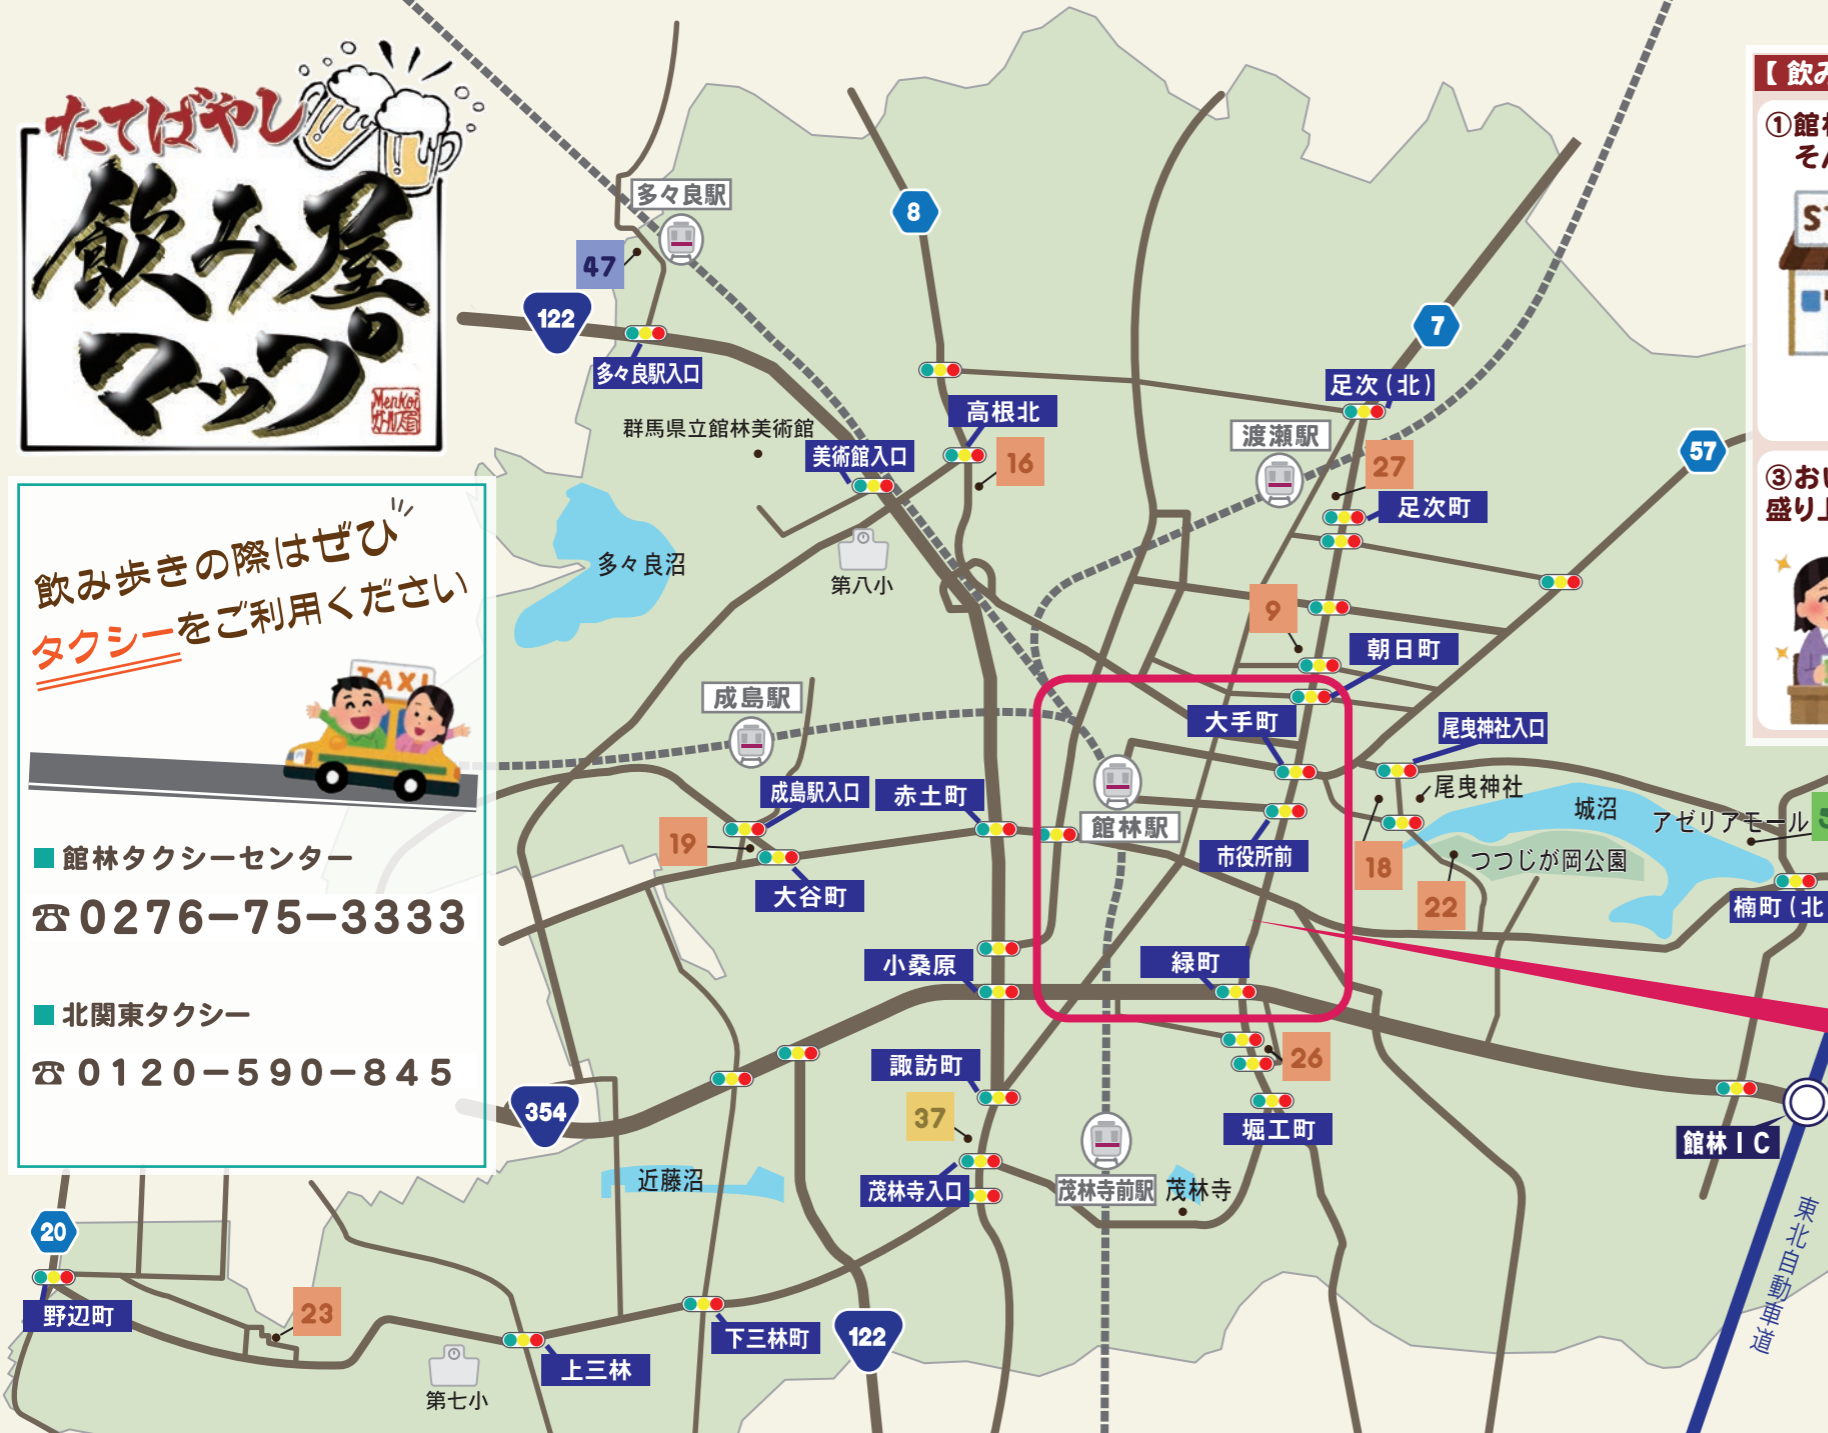 たてばやし
飲み屋
マップ
Menkoi
飲み歩きの際はぜひ
タクシーをご利用ください
TAXI
館林タクシーセンター
☎0276-75-3333
北関東タクシー
☎0120-590-845
多々良駅
47
122
多々良駅入口
8
7
57
足次(北)
高根北
16
群馬県立館林美術館
美術館入口
渡瀬駅
27
足次町
多々良沼
第八小
9
朝日町
成島駅
大手町
尾曳神社入口
成島駅入口
赤土町
館林駅
尾曳神社
城沼
アゼリアモール
19
大谷町
市役所前
18
つつじが岡公園
22
楠町(北
小桑原
緑町
諏訪町
26
354
37
堀工町
館林IC
近藤沼
茂林寺入口
茂林寺前駅
茂林寺
東北自動車道
20
野辺町
23
下三林町
122
上三林
第七小
【飲み
①館林
そん
ST
③おい
盛り上